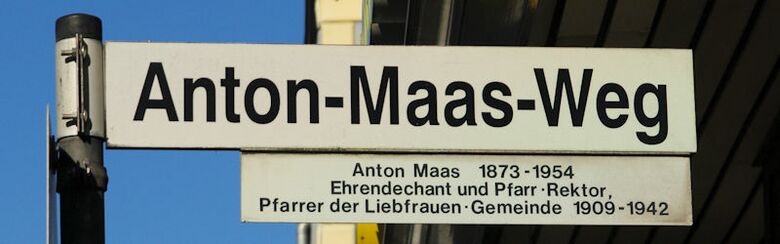 Anton-Maas-Weg
Anton Maas 1873-1954
Ehrendechant und Pfarr-Rektor,
Pfarrer der Liebfrauen-Gemeinde 1909-1942